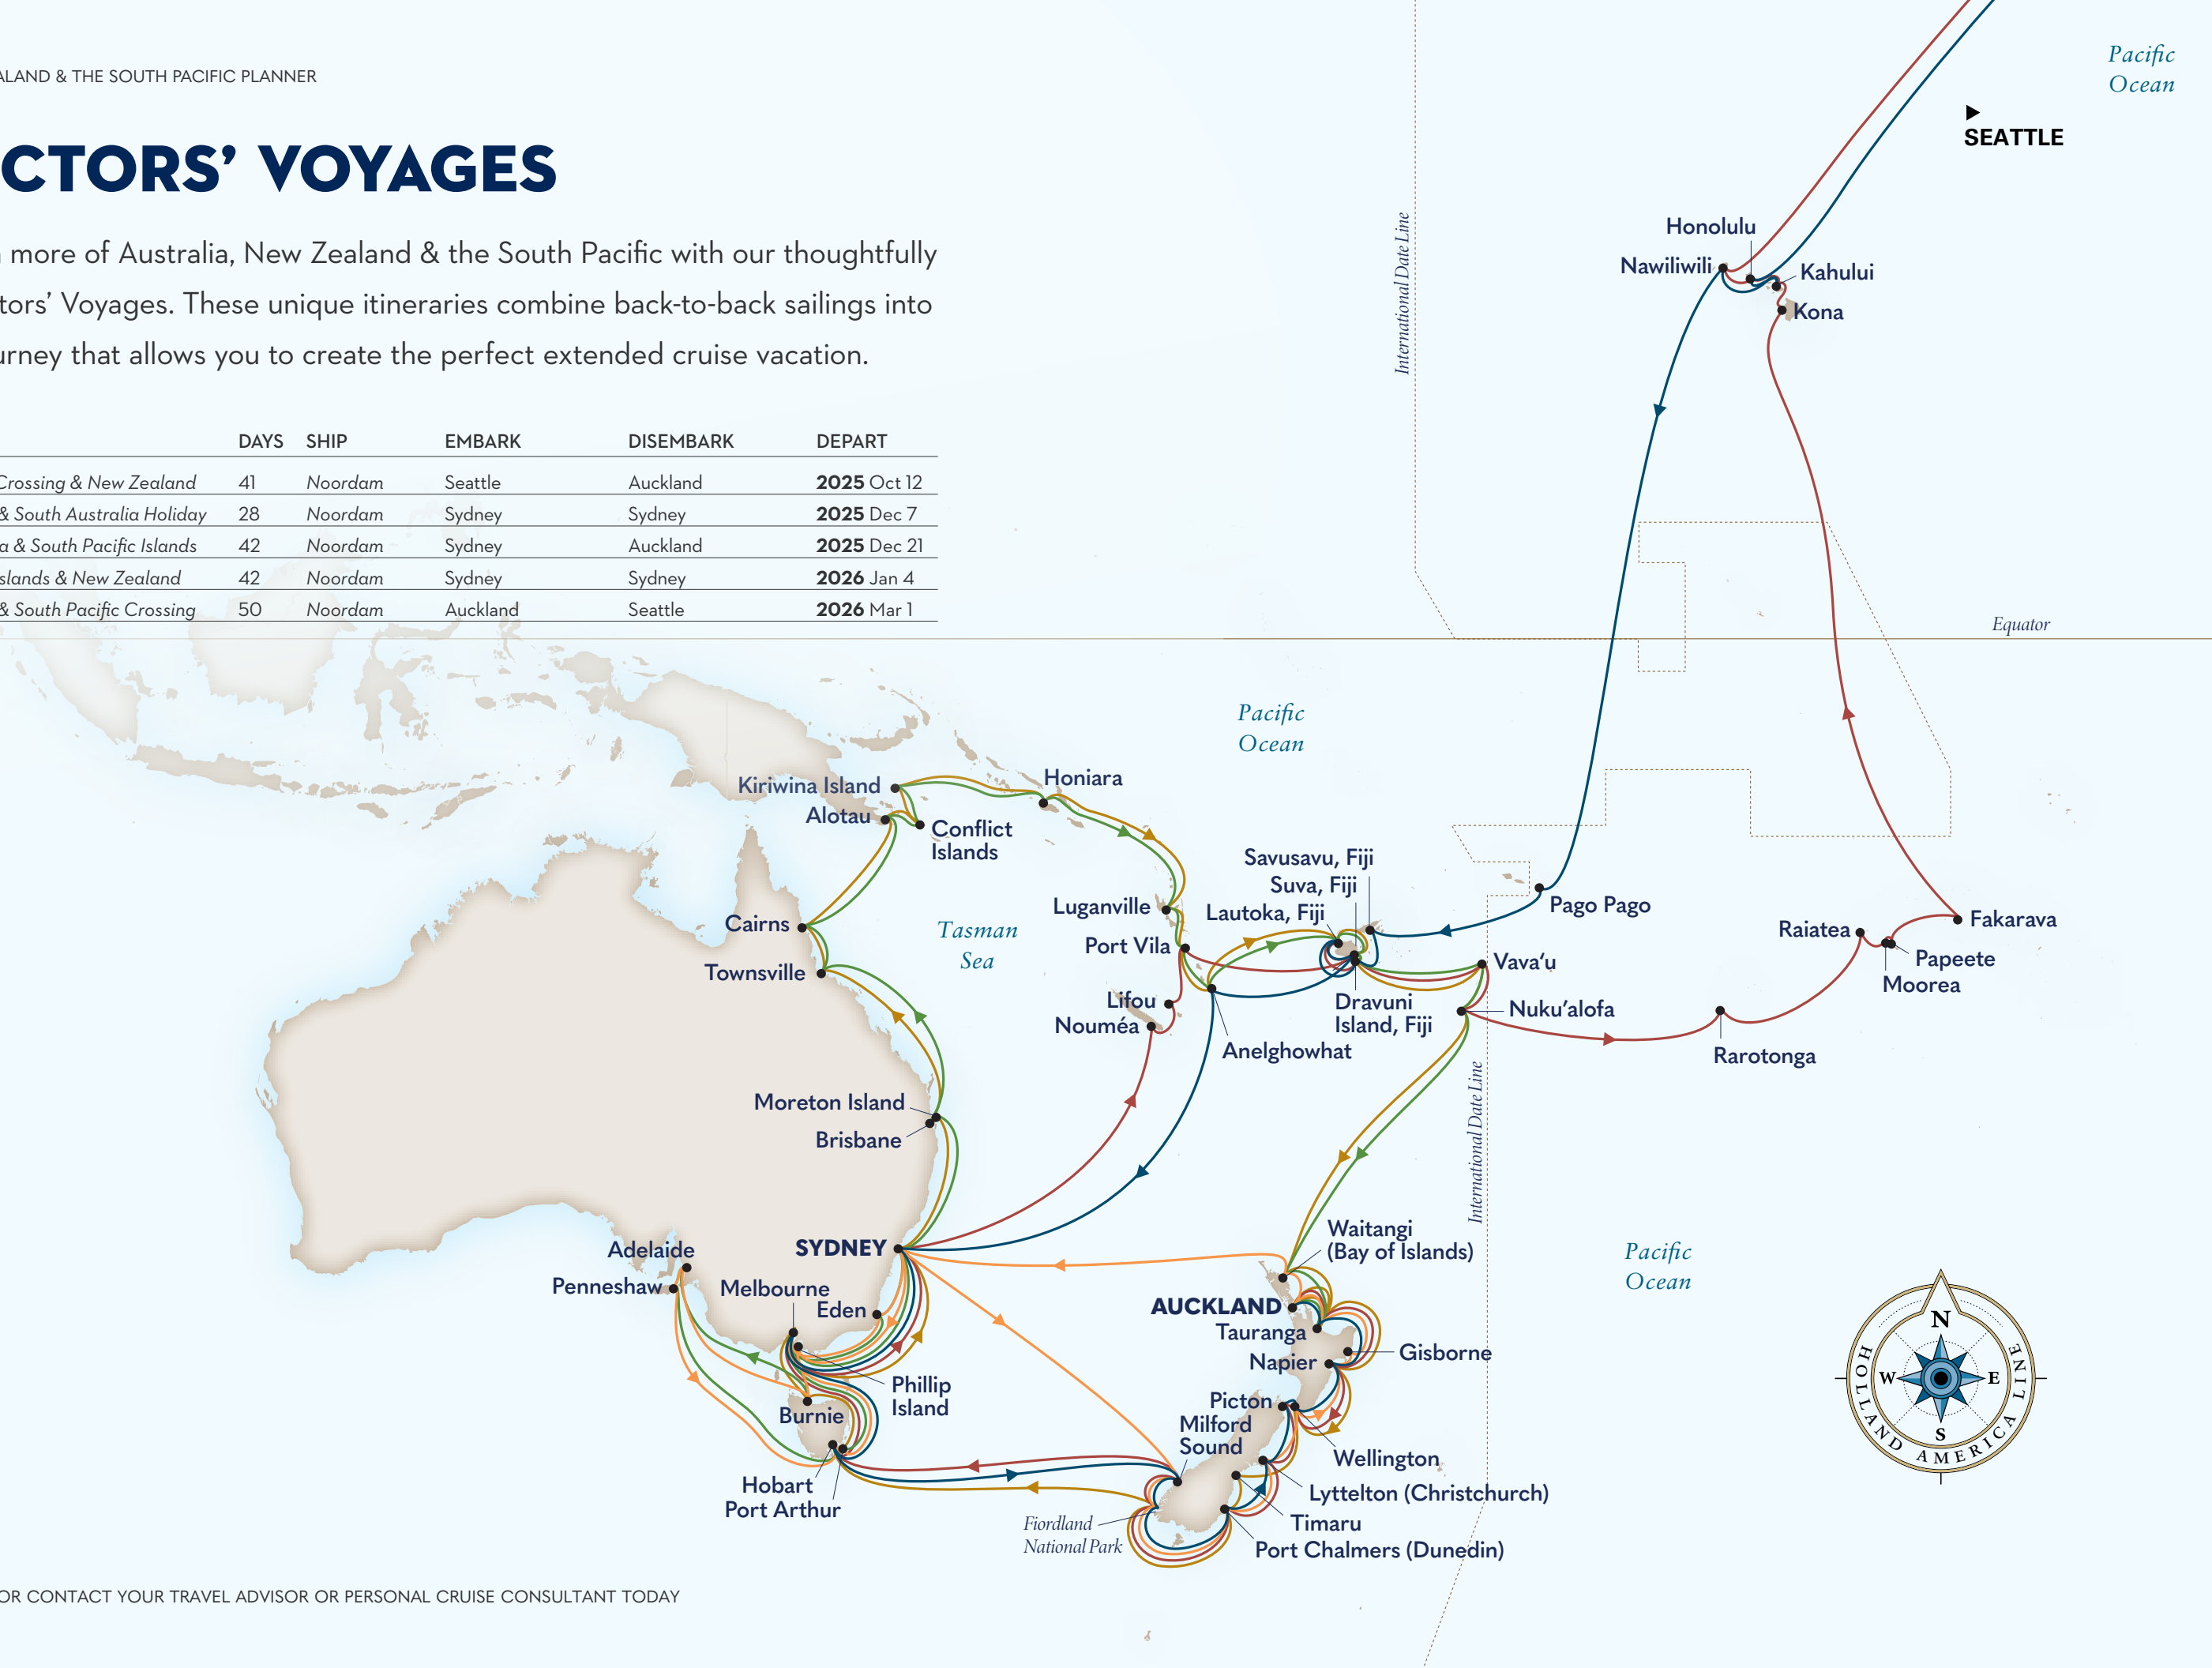 ALAND & THE SOUTH PACIFIC PLANNER
CTORS’ VOYAGES
more of Australia, New Zealand & the South Pacific with our thoughtfully
tors’ Voyages. These unique itineraries combine back-to-back sailings into
urney that allows you to create the perfect extended cruise vacation.
DAYS SHIP EMBARK DISEMBARK DEPART
Crossing & New Zealand 41 Noordam Seattle Auckland 2025 Oct 12
& South Australia Holiday 28 Noordam Sydney Sydney 2025 Dec 7
a & South Pacific Islands 42 Noordam Sydney Auckland 2025 Dec 21
slands & New Zealand 42 Noordam Sydney Sydney 2026 Jan 4
& South Pacific Crossing 50 Noordam Auckland Seattle 2026 Mar 1
Pacific
Ocean
SEATTLE
International Date Line
Honolulu
Nawiliwili
Kahului
Kona
Equator
Pacific
Ocean
Kiriwina Island
Honiara
Alotau
Conflict
Islands
Savusavu, Fiji
Suva, Fiji
Lautoka, Fiji
Luganville
Pago Pago
Cairns
Tasman
Sea
Port Vila
Raiatea
Fakarava
Papeete
Moorea
Townsville
Vava‘u
Lifou
Nouméa
Dravuni
Island, Fiji
Nuku‘alofa
Anelghowhat
Rarotonga
Moreton Island
Brisbane
International Date Line
Waitangi
(Bay of Islands)
Pacific
Ocean
SYDNEY
Adelaide
Penneshaw
Melbourne
Eden
AUCKLAND
Tauranga
Gisborne
Napier
Phillip
Island
Burnie
Picton
Milford
Sound
Wellington
Hobart
Port Arthur
Lyttelton (Christchurch)
Fiordland
National Park
Timaru
Port Chalmers (Dunedin)
N
W E
S
HOLLAND AMERICA LINE
OR CONTACT YOUR TRAVEL ADVISOR OR PERSONAL CRUISE CONSULTANT TODAY